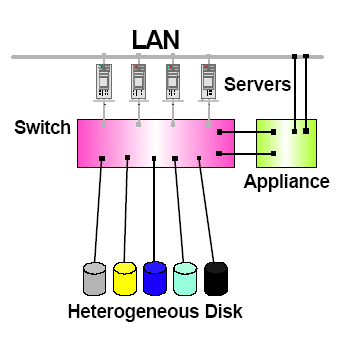 LAN
Servers
Switch
Appliance
Heterogeneous Disk